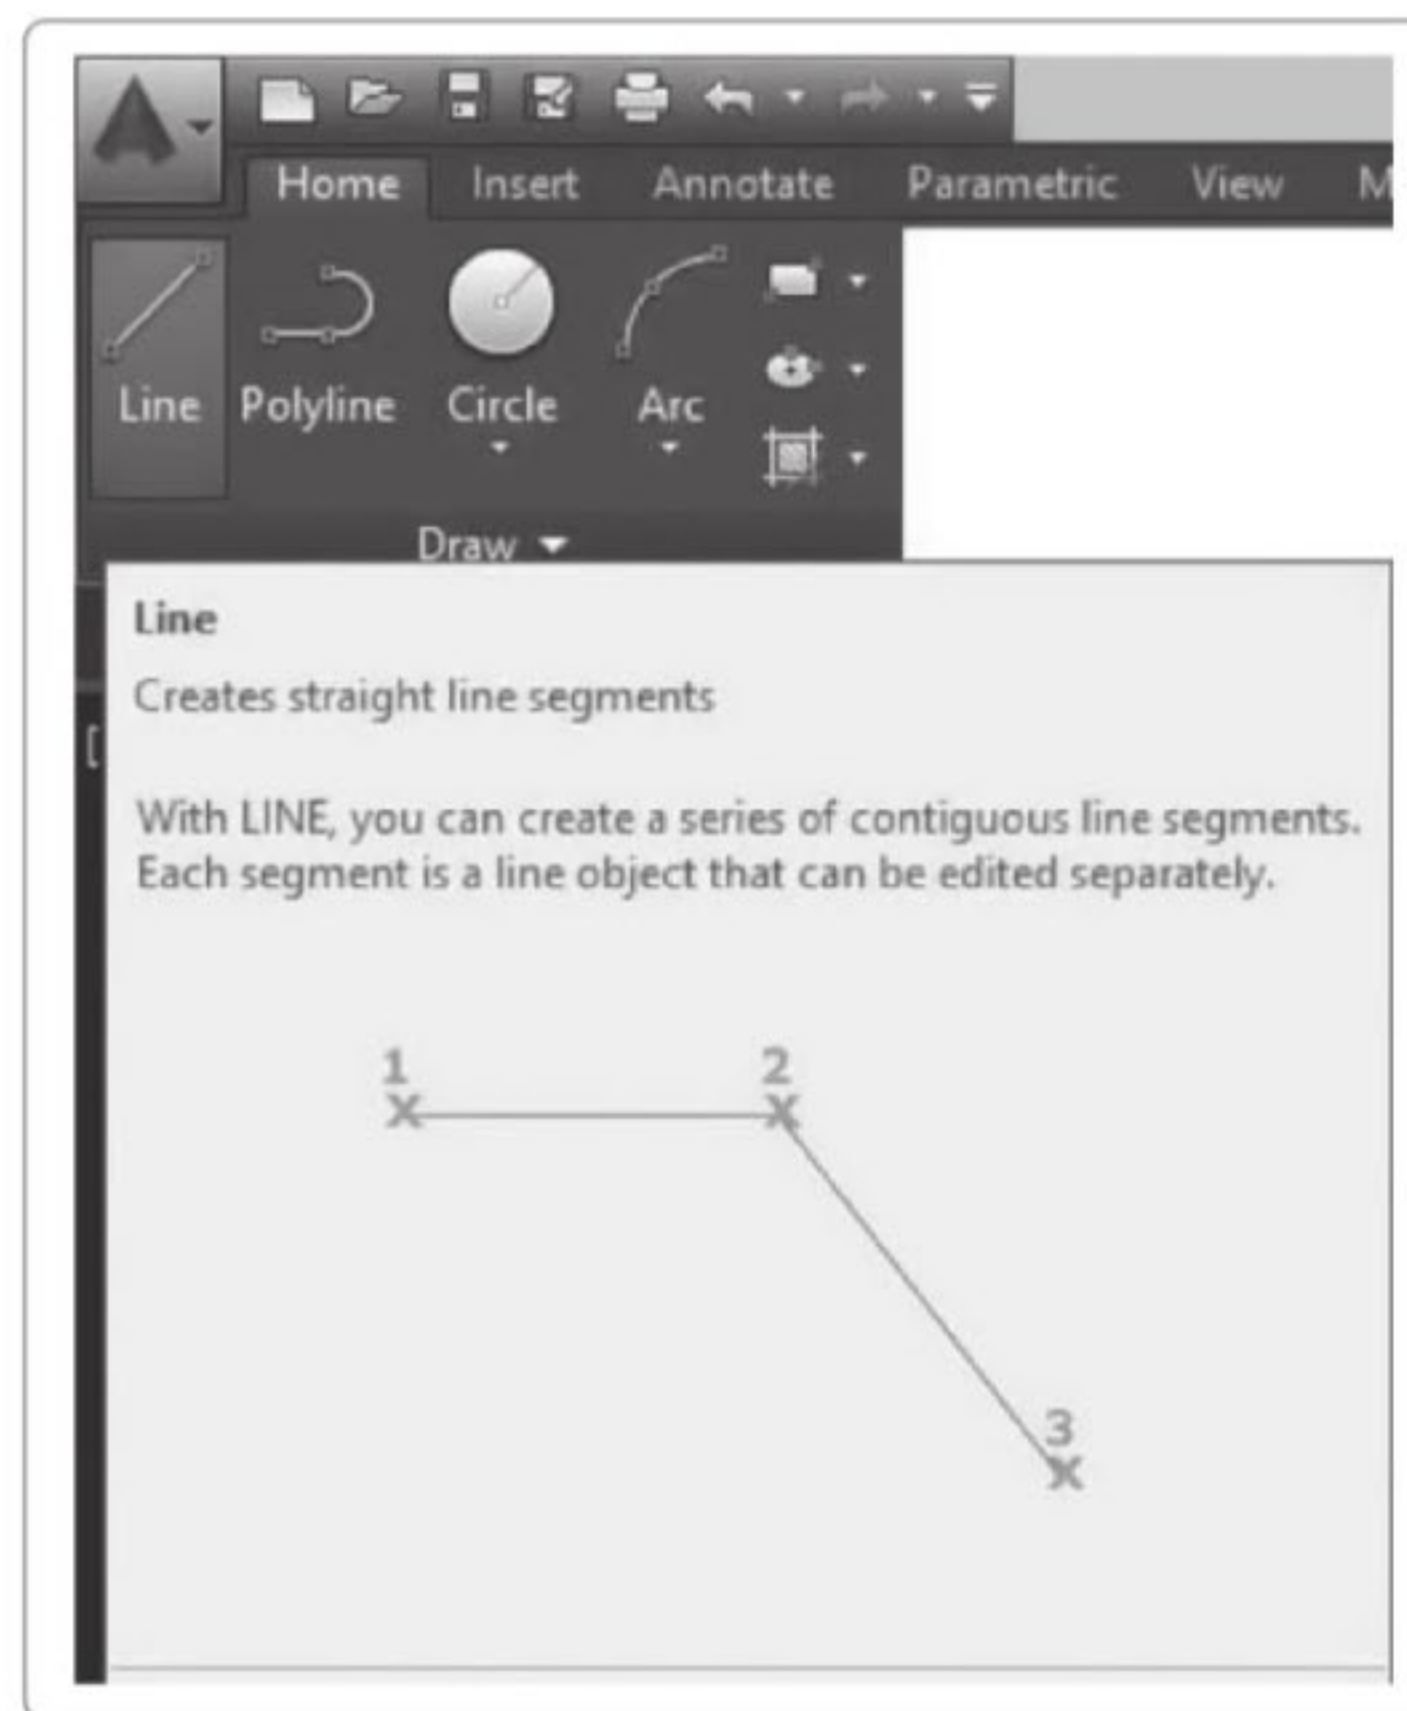 Home Insert Annotate Parametric View M
Line Polyline Circle Arc
Draw
Line
Creates straight line segments
With LINE, you can create a series of contiguous line segments.
Each segment is a line object that can be edited separately.
1 2
3